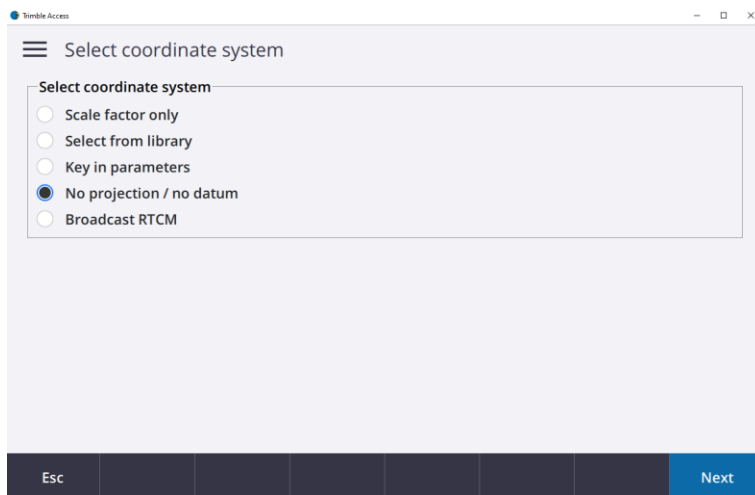 Trimble Access
Select coordinate system
Select coordinate system
Scale factor only
Select from library
Key in parameters
No projection / no datum
Broadcast RTCM
Esc
Next